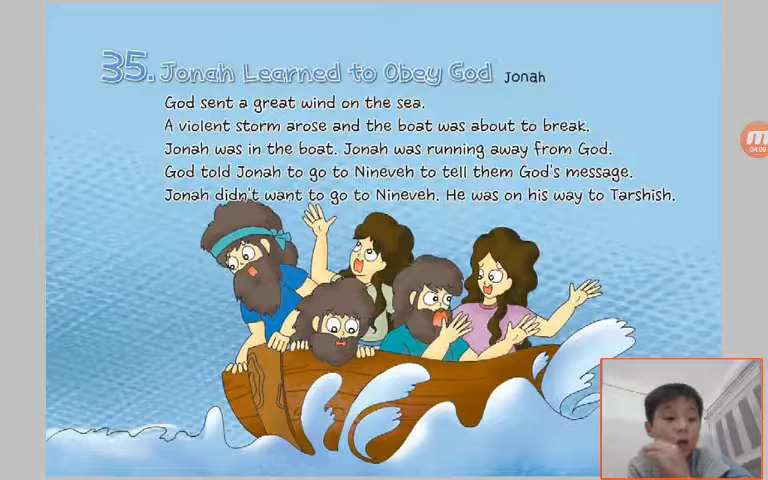 35. Jonah Learned to Obey God Jonah
God sent a great wind on the sea.
A violent storm arose and the boat was about to break.
Jonah was in the boat. Jonah was running away from God.
God told Jonah to go to Nineveh to tell them God's message.
Jonah didn't want to go to Nineveh. He was on his way to Tarshish.
04:06